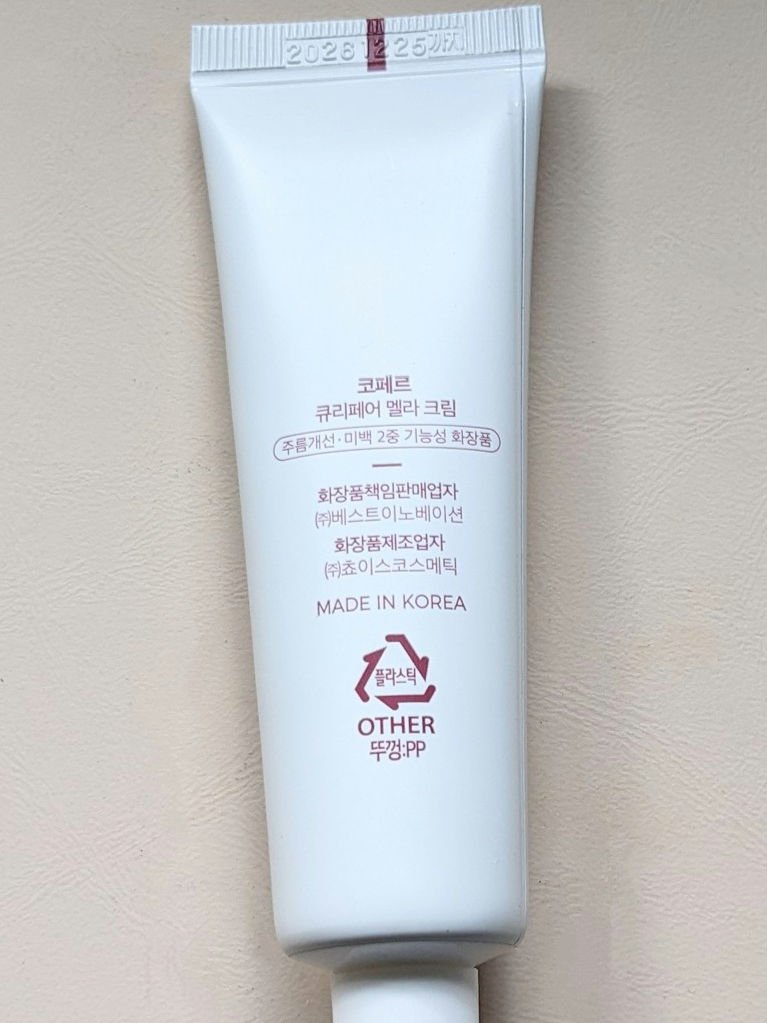 20261225까지
코페르
큐리페어 멜라 크림
주름개선·미백 2중 기능성 화장품
화장품책임판매업자
㈜베스트이노베이션
화장품제조업자
㈜쵸이스코스메틱
MADE IN KOREA
플라스틱
OTHER
뚜껑:PP